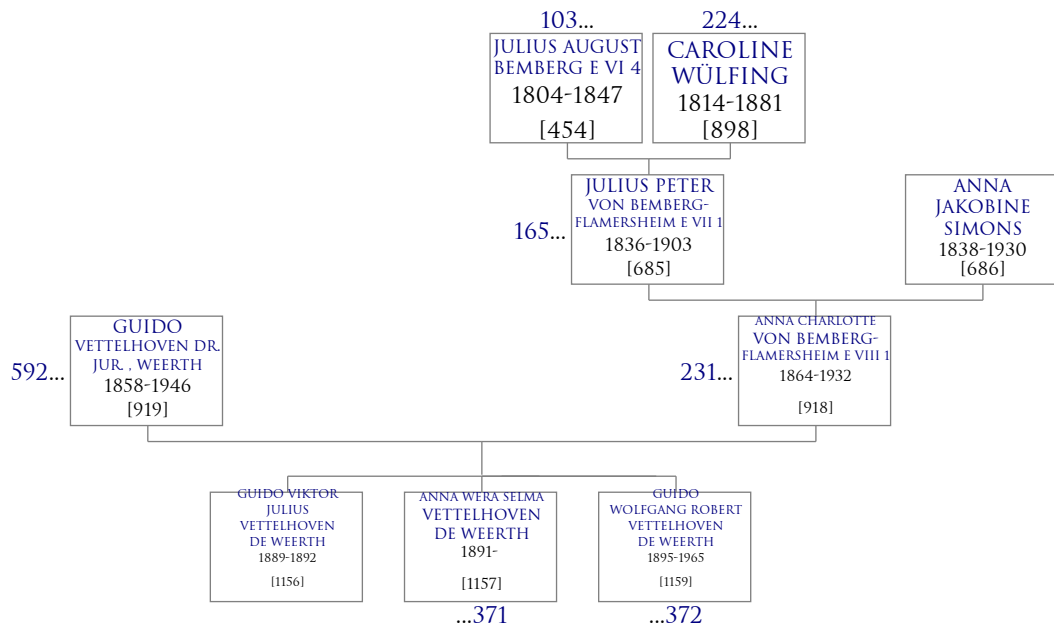 103...
224...
JULIUS AUGUST
BEMBERG E VI 4
1804-1847
[454]
CAROLINE
WÜLFING
1814-1881
[898]
165...
JULIUS PETER
VON BEMBERG-
FLAMERSHEIM E VII 1
1836-1903
[685]
ANNA
JAKOBINE
SIMONS
1838-1930
[686]
592...
GUIDO
VETTELHOVEN DR.
JUR. , WEERTH
1858-1946
[919]
231...
ANNA CHARLOTTE
VON BEMBERG-
FLAMERSHEIM E VIII 1
1864-1932
[918]
GUIDO VIKTOR
JULIUS
VETTELHOVEN
DE WEERTH
1889-1892
[1156]
ANNA WERA SELMA
VETTELHOVEN
DE WEERTH
1891-
[1157]
GUIDO
WOLFGANG ROBERT
VETTELHOVEN
DE WEERTH
1895-1965
[1159]
...371
...372